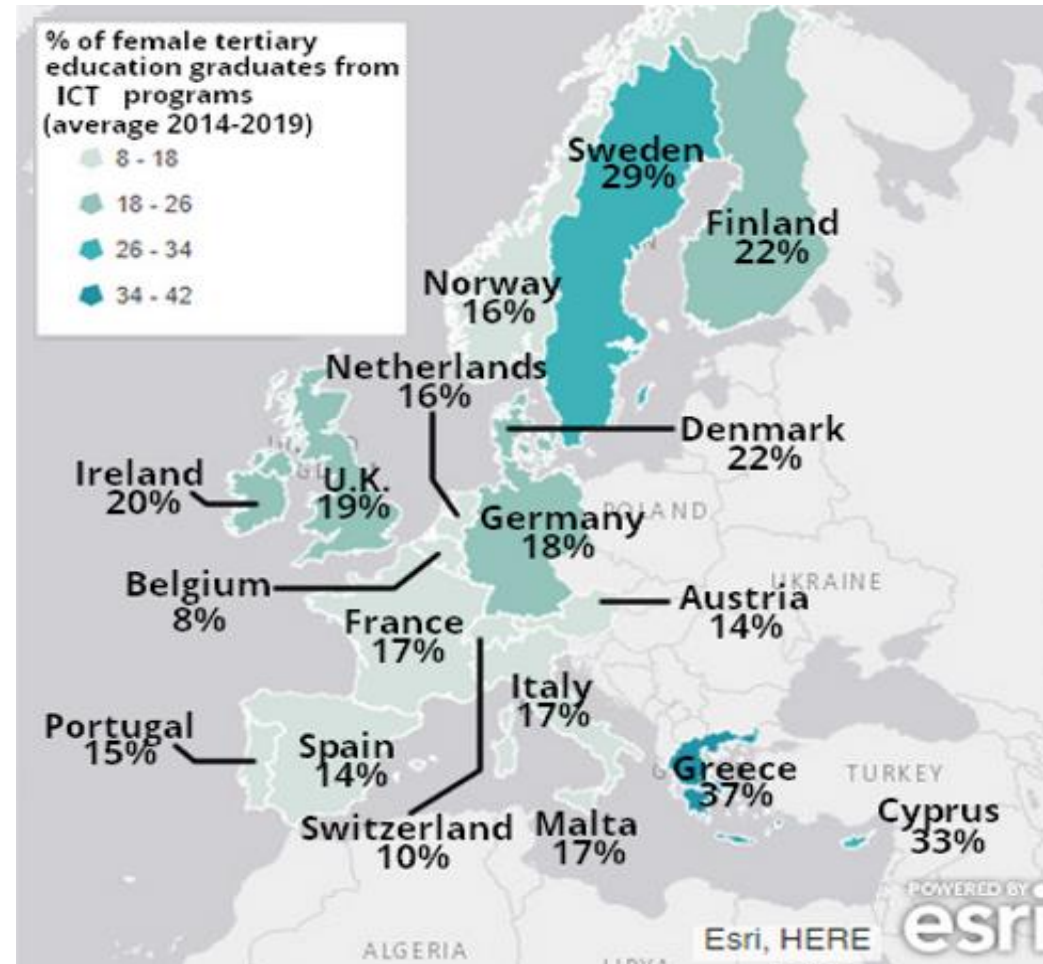 % of female tertiary
education graduates from
ICT programs
(average 2014-2019)
8 - 18
18 - 26
26 - 34
34 - 42
Sweden
29%
Finland
22%
Norway
16%
Netherlands
16%
Denmark
22%
Ireland
20%
U.K.
19%
Germany
18%
POLAND
Belgium
8%
UKRAINE
Austria
14%
France
17%
Italy
17%
Portugal
15%
Spain
14%
Greece
37%
TURKEY
Cyprus
33%
Switzerland
10%
Malta
17%
POWERED BY
esri
Esri, HERE
ALGERIA